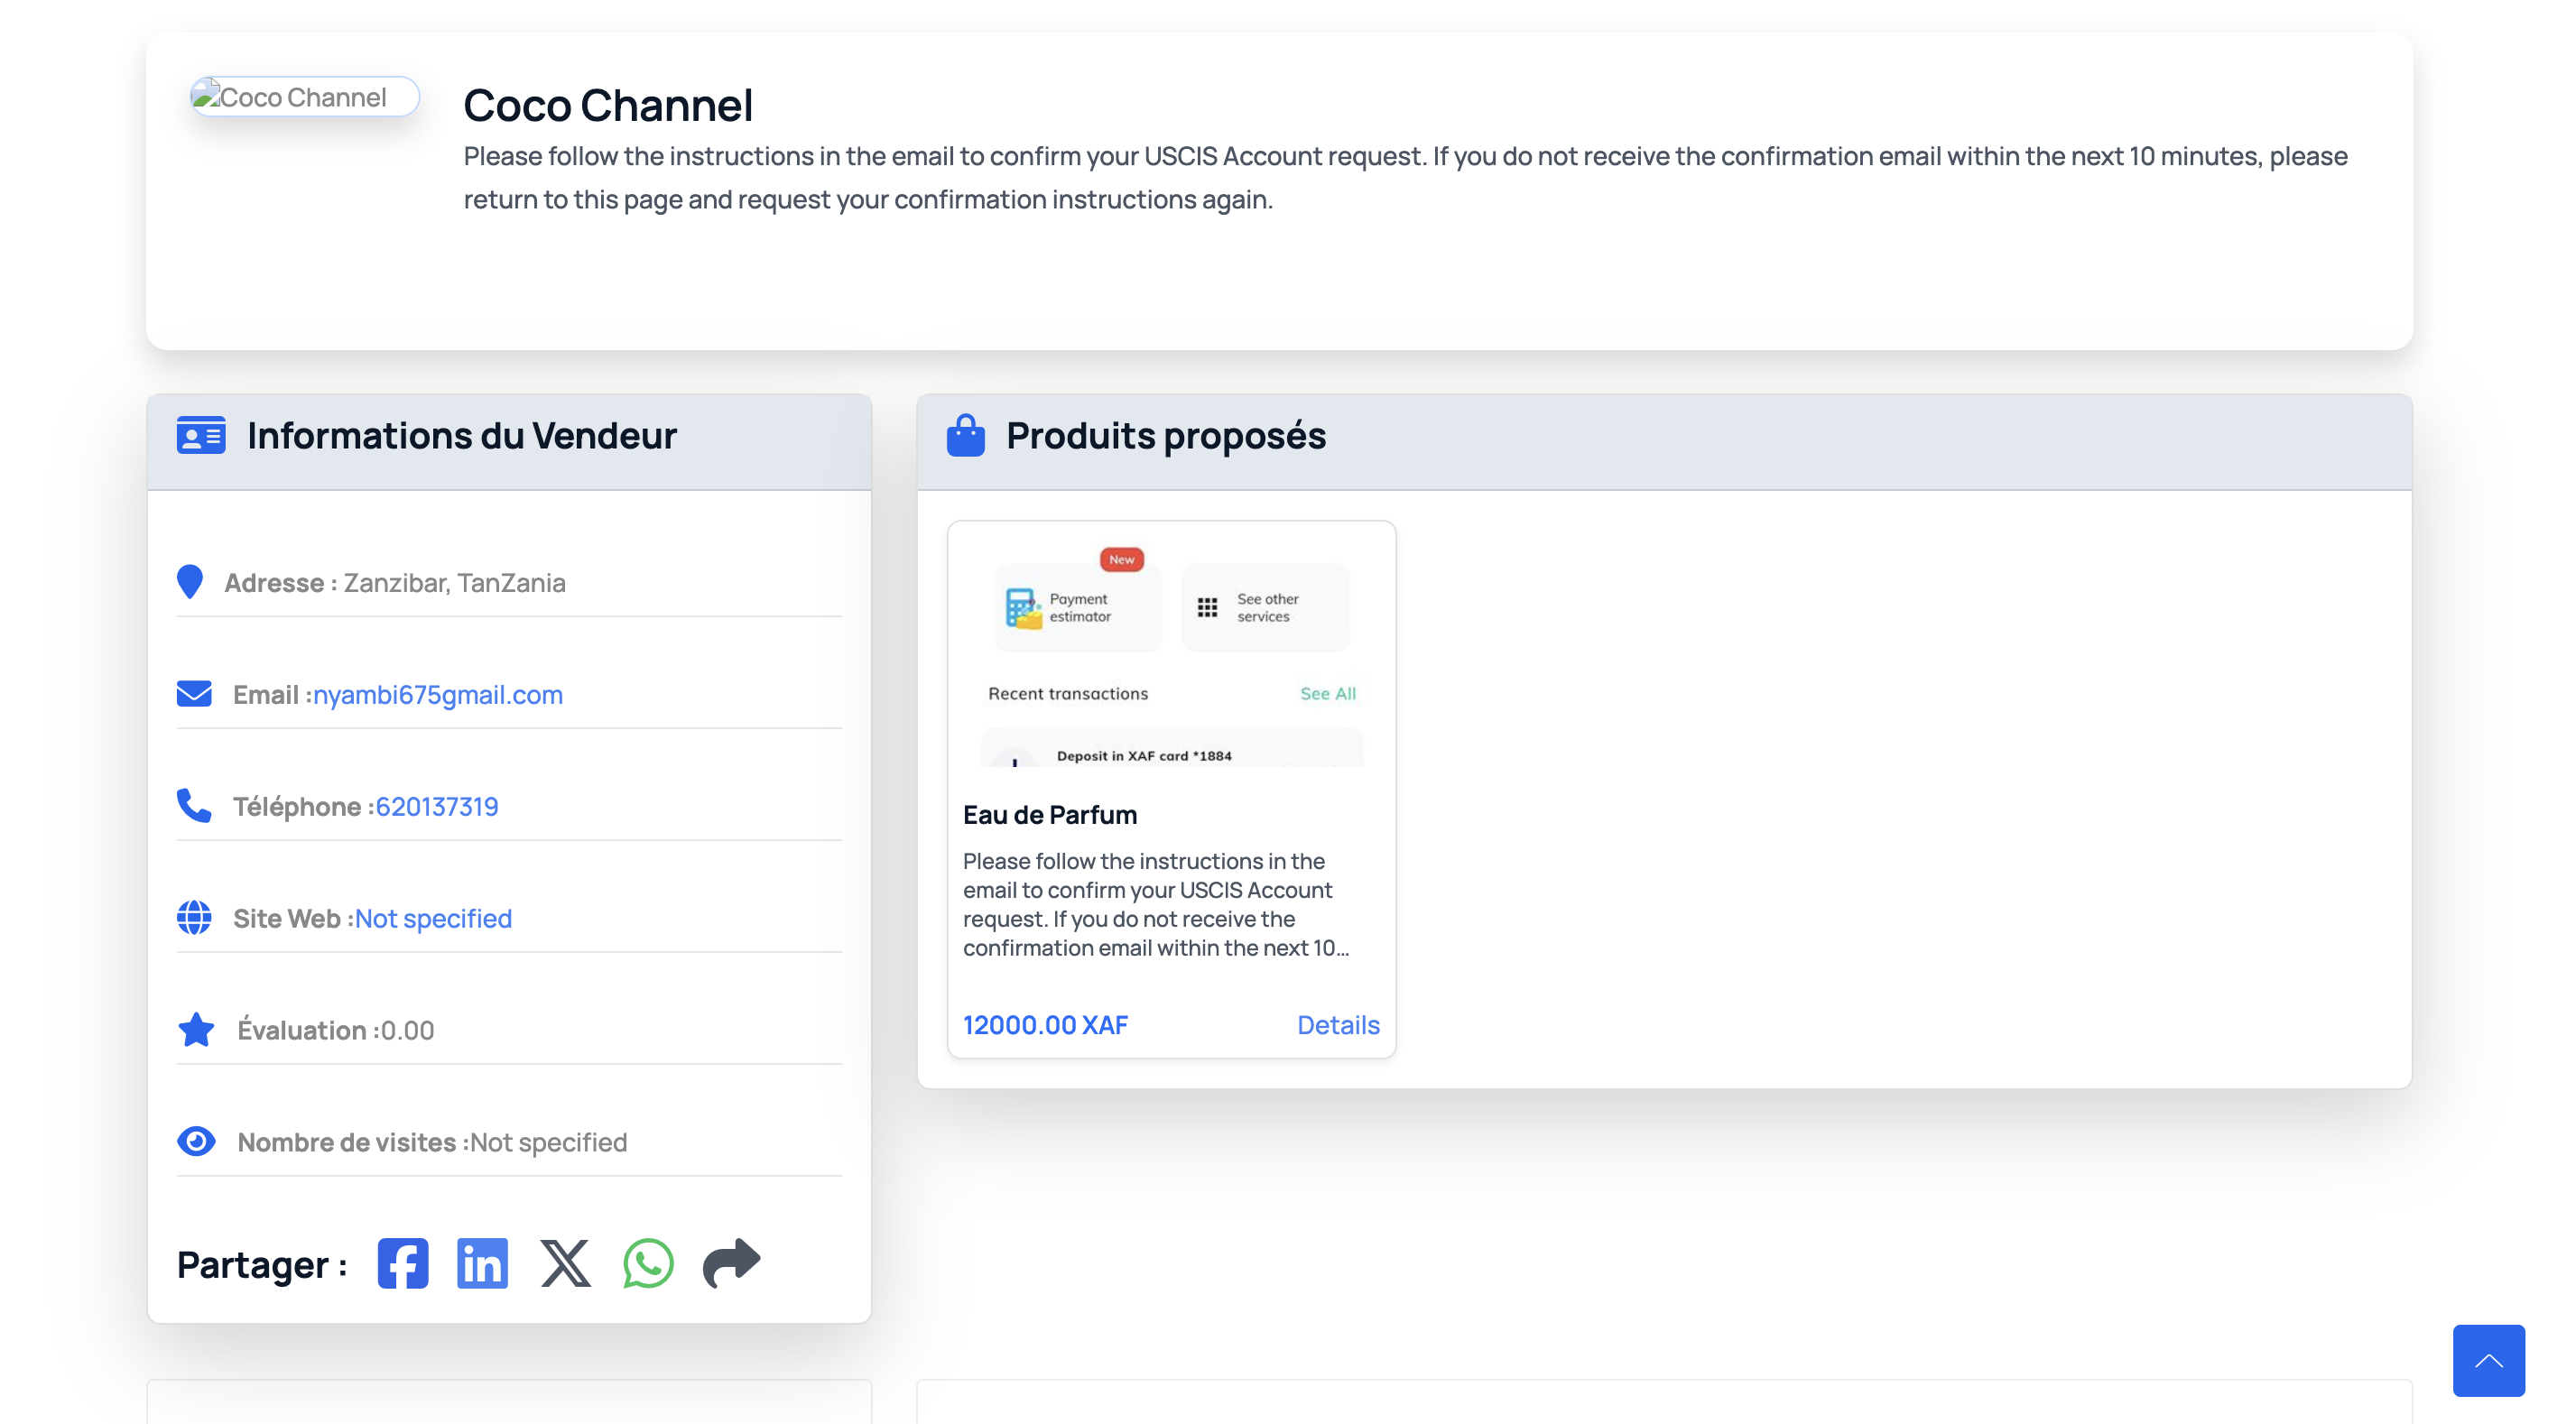 Coco Channel
Coco Channel
Please follow the instructions in the email to confirm your USCIS Account request. If you do not receive the confirmation email within the next 10 minutes, please
return to this page and request your confirmation instructions again.
Informations du Vendeur
Adresse : Zanzibar, TanZania
Email :nyambi675gmail.com
Téléphone :620137319
Site Web :Not specified
Évaluation :0.00
Nombre de visites :Not specified
Partager :
Produits proposés
New
Payment
estimator
See other
services
Recent transactions See All
Deposit in XAF card *1884
Eau de Parfum
Please follow the instructions in the
email to confirm your USCIS Account
request. If you do not receive the
confirmation email within the next 10...
12000.00 XAF Details